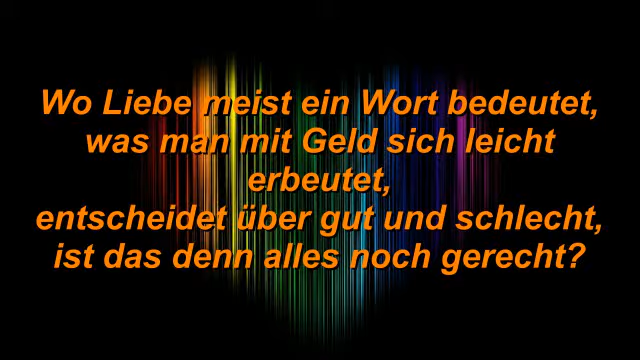 Wo Liebe meist ein Wort bedeutet,
was man mit Geld sich leicht
erbeutet,
entscheidet über gut und schlecht,
ist das denn alles noch gerecht?